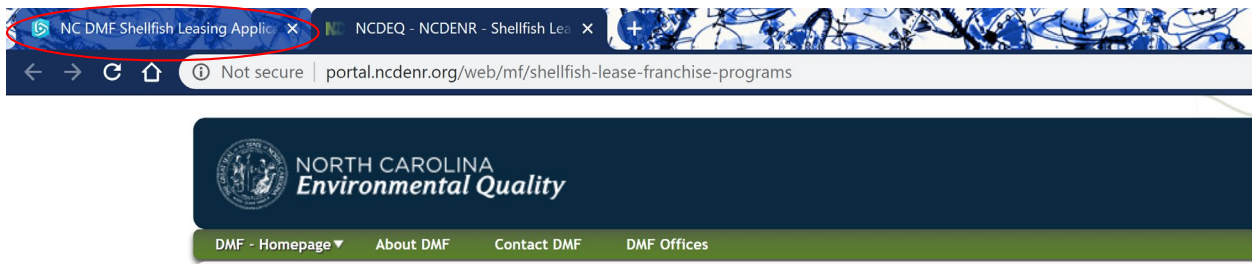 NC DMF Shellfish Leasing Applic
NCDEQ - NCDENR - Shellfish Lea
Not secure | portal.ncdenr.org/web/mf/shellfish-lease-franchise-programs
NORTH CAROLINA
Environmental Quality
DMF - Homepage▼ About DMF Contact DMF DMF Offices